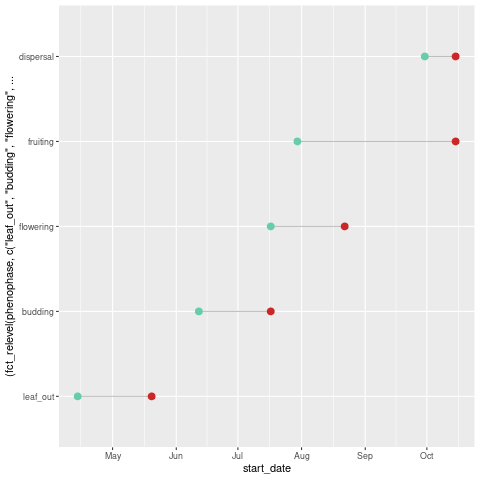 dispersal
fruiting
flowering
budding
leaf_out
(fct_relevel(phenophase, c("leaf_out", "budding", "flowering", ...
May Jun Jul Aug Sep Oct
start_date